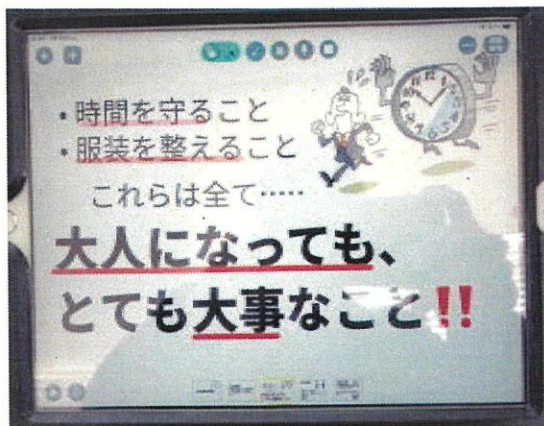 ・時間を守ること
・服装を整えること
これらは全て……
大人になっても、
とても大事なこと!!